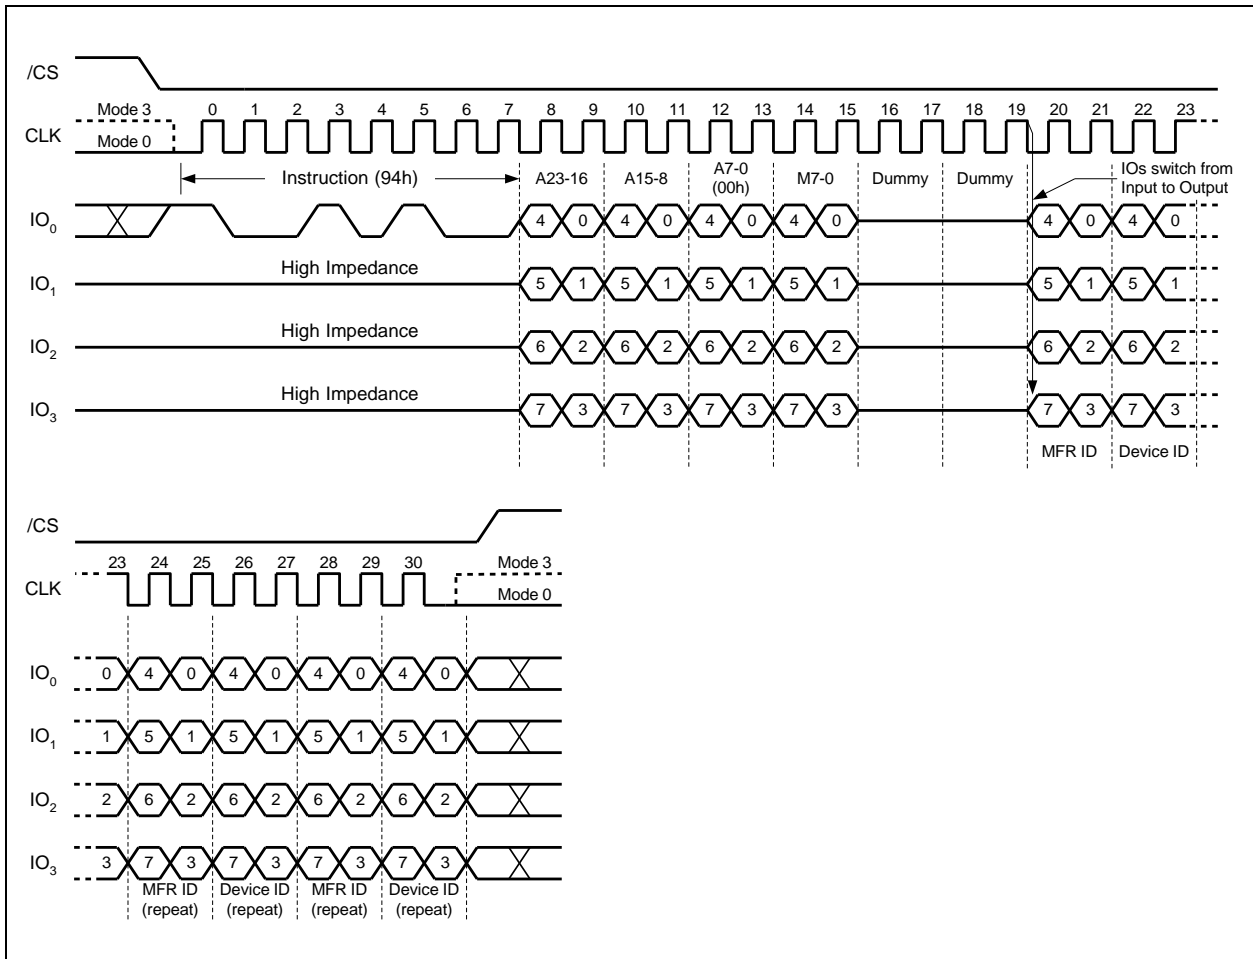 /CS
Mode 3 0 1 2 3 4 5 6 7 8 9 10 11 12 13 14 15 16 17 18 19 20 21 22 23
CLK Mode 0
Instruction (94h) A23-16 A15-8 A7-0 (00h) M7-0 Dummy Dummy IOs switch from Input to Output
IO0 4 0 4 0 4 0 4 0 4 0 4 0
High Impedance
IO1 5 1 5 1 5 1 5 1 5 1 5 1
High Impedance
IO2 6 2 6 2 6 2 6 2 6 2 6 2
High Impedance
IO3 7 3 7 3 7 3 7 3 7 3 7 3
MFR ID Device ID
/CS
23 24 25 26 27 28 29 30 Mode 3
CLK Mode 0
IO0 0 4 0 4 0 4 0 4 0
IO1 1 5 1 5 1 5 1 5 1
IO2 2 6 2 6 2 6 2 6 2
IO3 3 7 3 7 3 7 3 7 3
MFR ID Device ID MFR ID Device ID
(repeat) (repeat) (repeat) (repeat)